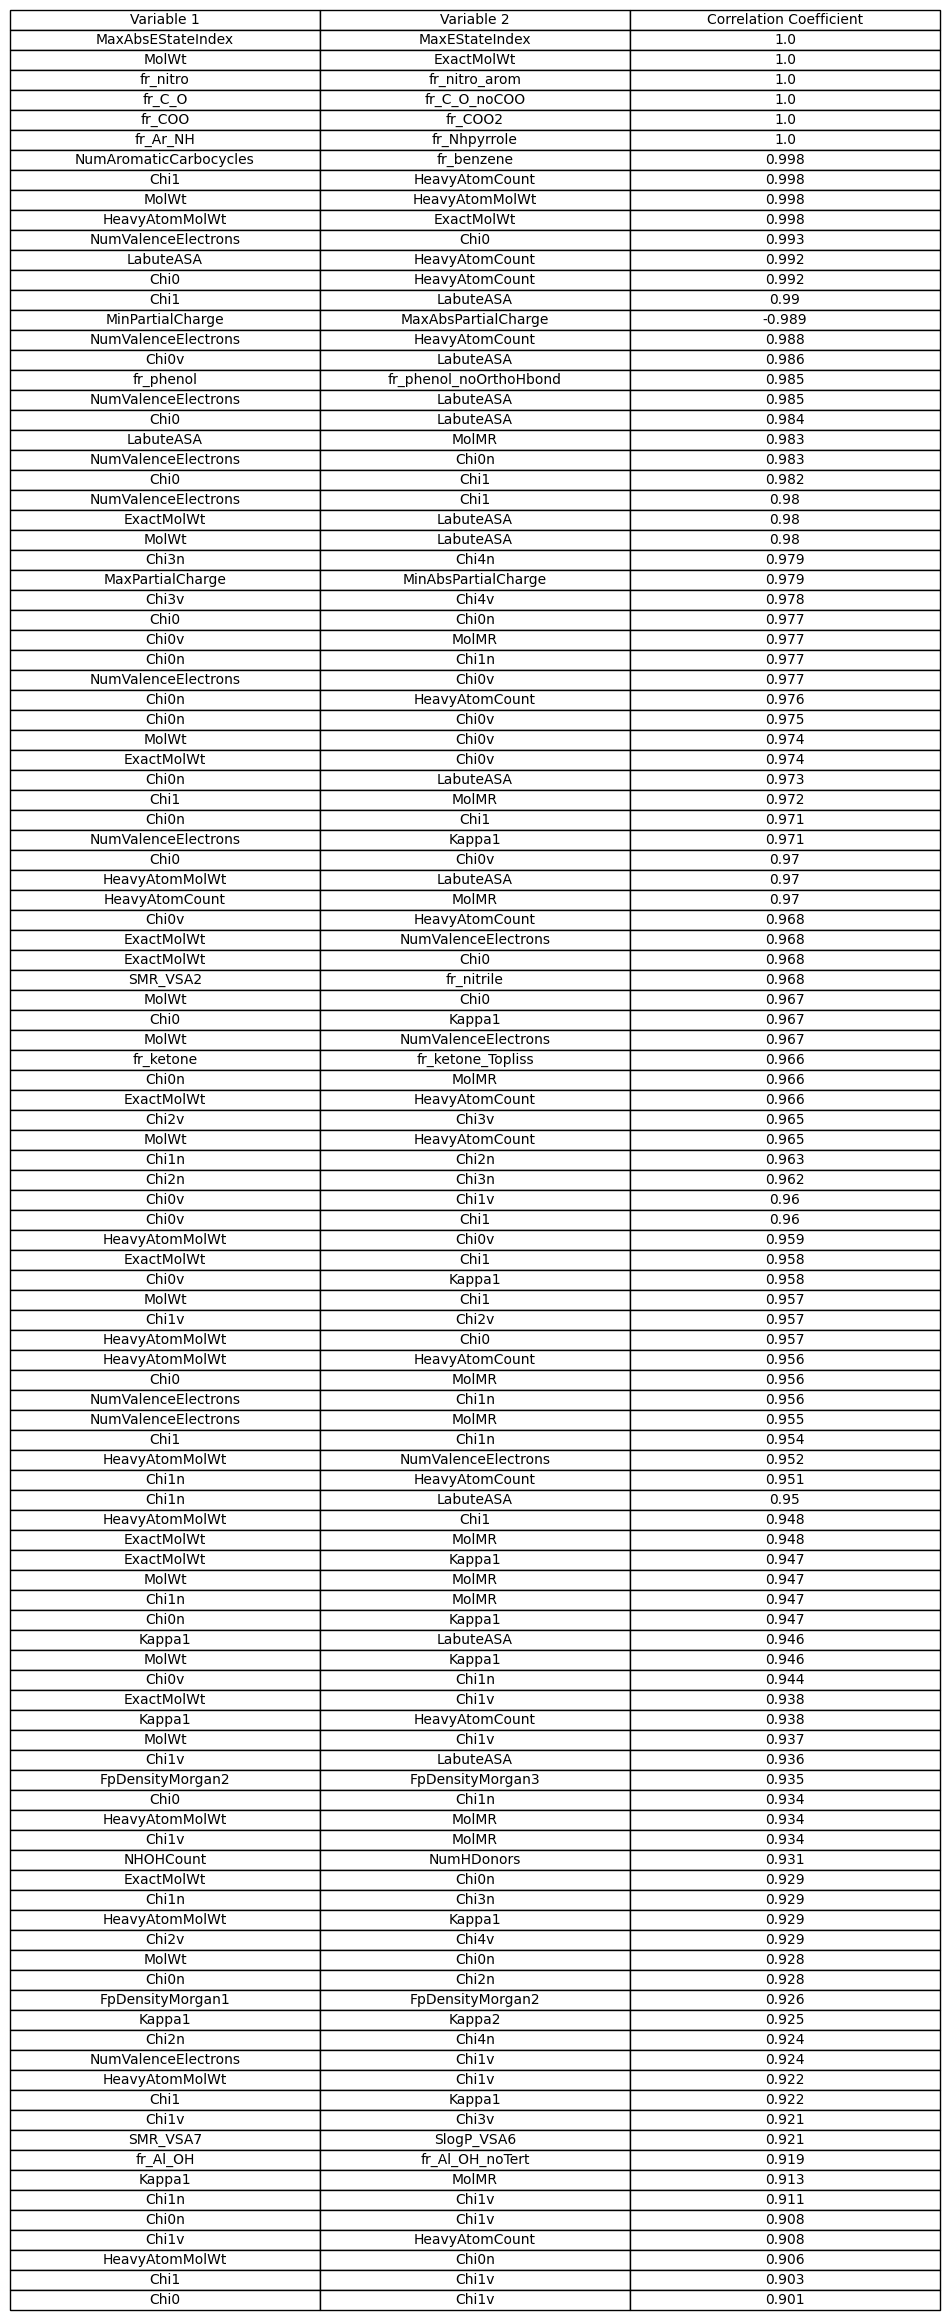 Variable 1 Variable 2 Correlation Coefficient
MaxAbsEStateIndex MaxEStateIndex 1.0
MolWt ExactMolWt 1.0
fr_nitro fr_nitro_arom 1.0
fr_C_O fr_C_O_noCOO 1.0
fr_COO fr_COO2 1.0
fr_Ar_NH fr_Nhpyrrole 1.0
NumAromaticCarbocycles fr_benzene 0.998
Chi1 HeavyAtomCount 0.998
MolWt HeavyAtomMolWt 0.998
HeavyAtomMolWt ExactMolWt 0.998
NumValenceElectrons Chi0 0.993
LabuteASA HeavyAtomCount 0.992
Chi0 HeavyAtomCount 0.992
Chi1 LabuteASA 0.99
MinPartialCharge MaxAbsPartialCharge -0.989
NumValenceElectrons HeavyAtomCount 0.988
Chi0v LabuteASA 0.986
fr_phenol fr_phenol_noOrthoHbond 0.985
NumValenceElectrons LabuteASA 0.985
Chi0 LabuteASA 0.984
LabuteASA MolMR 0.983
NumValenceElectrons Chi0n 0.983
Chi0 Chi1 0.982
NumValenceElectrons Chi1 0.98
ExactMolWt LabuteASA 0.98
MolWt LabuteASA 0.98
Chi3n Chi4n 0.979
MaxPartialCharge MinAbsPartialCharge 0.979
Chi3v Chi4v 0.978
Chi0 Chi0n 0.977
Chi0v MolMR 0.977
Chi0n Chi1n 0.977
NumValenceElectrons Chi0v 0.977
Chi0n HeavyAtomCount 0.976
Chi0n Chi0v 0.975
MolWt Chi0v 0.974
ExactMolWt Chi0v 0.974
Chi0n LabuteASA 0.973
Chi1 MolMR 0.972
Chi0n Chi1 0.971
NumValenceElectrons Kappa1 0.971
Chi0 Chi0v 0.97
HeavyAtomMolWt LabuteASA 0.97
HeavyAtomCount MolMR 0.97
Chi0v HeavyAtomCount 0.968
ExactMolWt NumValenceElectrons 0.968
ExactMolWt Chi0 0.968
SMR_VSA2 fr_nitrile 0.968
MolWt Chi0 0.967
Chi0 Kappa1 0.967
MolWt NumValenceElectrons 0.967
fr_ketone fr_ketone_Topliss 0.966
Chi0n MolMR 0.966
ExactMolWt HeavyAtomCount 0.966
Chi2v Chi3v 0.965
MolWt HeavyAtomCount 0.965
Chi1n Chi2n 0.963
Chi2n Chi3n 0.962
Chi0v Chi1v 0.96
Chi0v Chi1 0.96
HeavyAtomMolWt Chi0v 0.959
ExactMolWt Chi1 0.958
Chi0v Kappa1 0.958
MolWt Chi1 0.957
Chi1v Chi2v 0.957
HeavyAtomMolWt Chi0 0.957
HeavyAtomMolWt HeavyAtomCount 0.956
Chi0 MolMR 0.956
NumValenceElectrons Chi1n 0.956
NumValenceElectrons MolMR 0.955
Chi1 Chi1n 0.954
HeavyAtomMolWt NumValenceElectrons 0.952
Chi1n HeavyAtomCount 0.951
Chi1n LabuteASA 0.95
HeavyAtomMolWt Chi1 0.948
ExactMolWt MolMR 0.948
ExactMolWt Kappa1 0.947
MolWt MolMR 0.947
Chi1n MolMR 0.947
Chi0n Kappa1 0.947
Kappa1 LabuteASA 0.946
MolWt Kappa1 0.946
Chi0v Chi1n 0.944
ExactMolWt Chi1v 0.938
Kappa1 HeavyAtomCount 0.938
MolWt Chi1v 0.937
Chi1v LabuteASA 0.936
FpDensityMorgan2 FpDensityMorgan3 0.935
Chi0 Chi1n 0.934
HeavyAtomMolWt MolMR 0.934
Chi1v MolMR 0.934
NHOHCount NumHDonors 0.931
ExactMolWt Chi0n 0.929
Chi1n Chi3n 0.929
HeavyAtomMolWt Kappa1 0.929
Chi2v Chi4v 0.929
MolWt Chi0n 0.928
Chi0n Chi2n 0.928
FpDensityMorgan1 FpDensityMorgan2 0.926
Kappa1 Kappa2 0.925
Chi2n Chi4n 0.924
NumValenceElectrons Chi1v 0.924
HeavyAtomMolWt Chi1v 0.922
Chi1 Kappa1 0.922
Chi1v Chi3v 0.921
SMR_VSA7 SlogP_VSA6 0.921
fr_Al_OH fr_Al_OH_noTert 0.919
Kappa1 MolMR 0.913
Chi1n Chi1v 0.911
Chi0n Chi1v 0.908
Chi1v HeavyAtomCount 0.908
HeavyAtomMolWt Chi0n 0.906
Chi1 Chi1v 0.903
Chi0 Chi1v 0.901